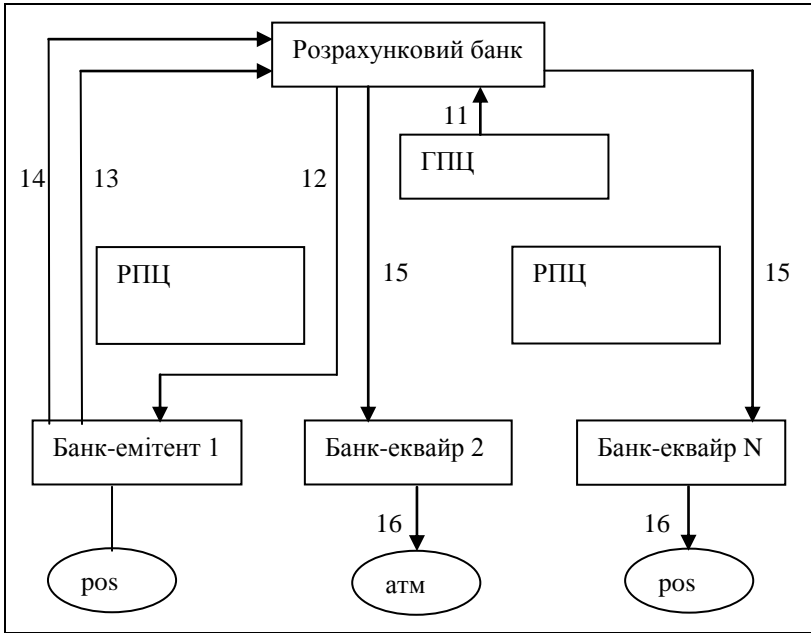 Розрахунковий банк
11
ГПЦ
14
13
12
РПЦ
15
РПЦ
15
Банк-емітент 1
Банк-еквайр 2
Банк-еквайр N
16
16
pos
атм
pos